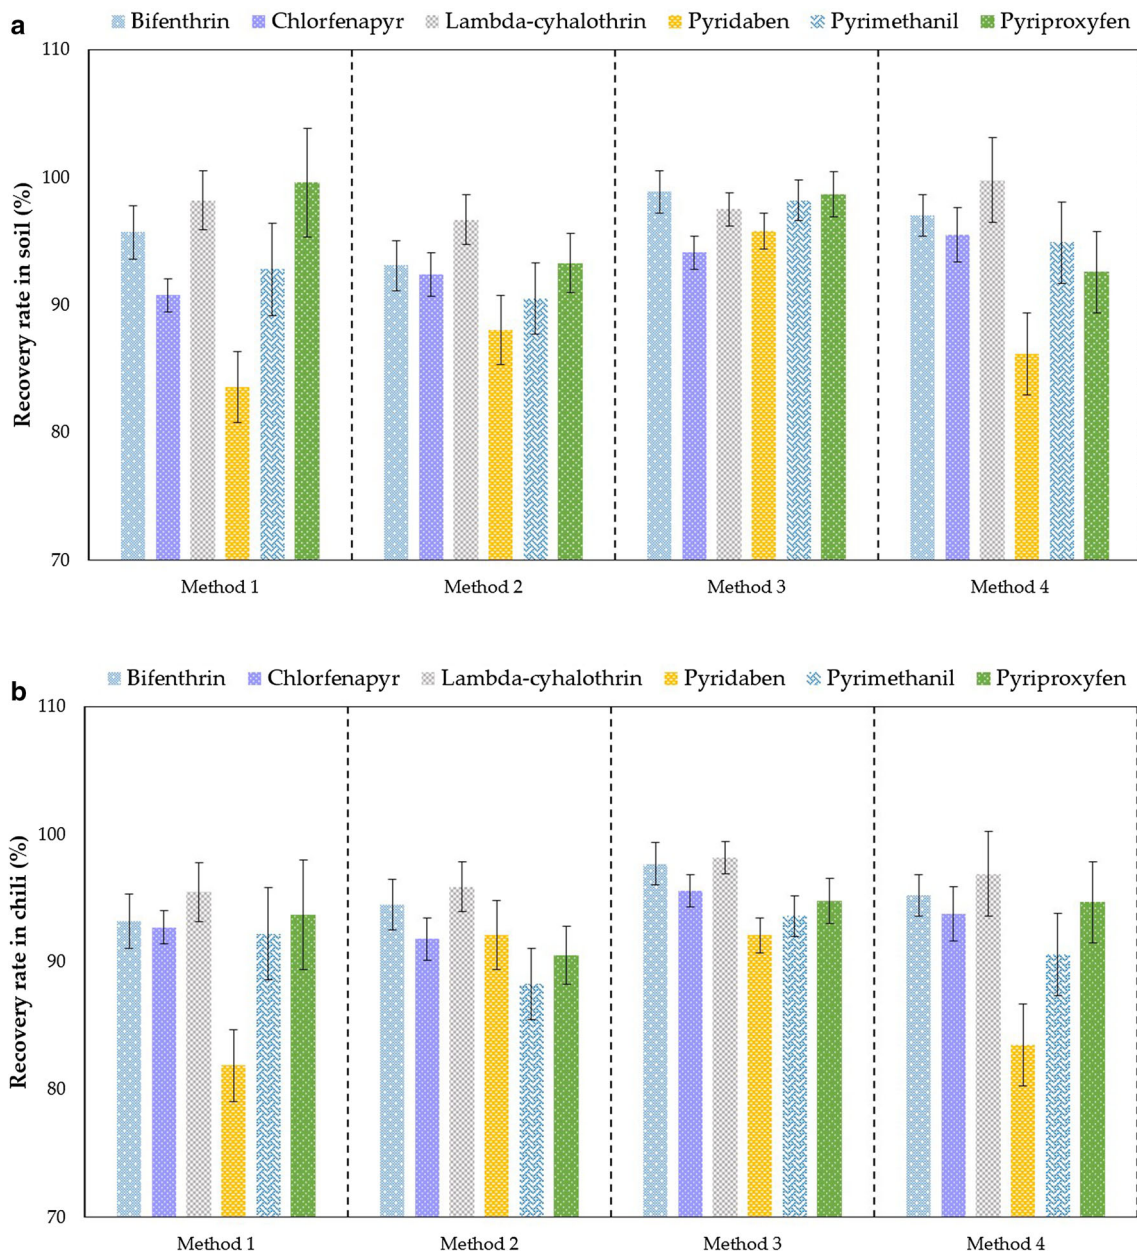 a
Bifenthrin Chlorfenapyr Lambda-cyhalothrin Pyridaben Pyrimethanil Pyriproxyfen
110
100
90
80
70
Recovery rate in soil (%)
Method 1 Method 2 Method 3 Method 4
b
Bifenthrin Chlorfenapyr Lambda-cyhalothrin Pyridaben Pyrimethanil Pyriproxyfen
110
100
90
80
70
Recovery rate in chili (%)
Method 1 Method 2 Method 3 Method 4